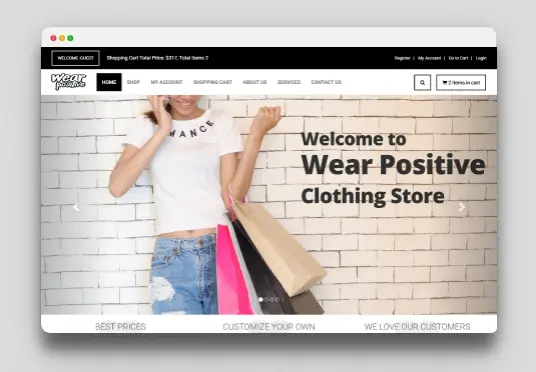 WELCOME :GUEST
Shopping Cart Total Price: $317, Total Items 2
Register | My Account | Go to Cart | Login
wear
positive
HOME
SHOP
MY ACCOUNT
SHOPPING CART
ABOUT US
SERVICES
CONTACT US
2 items in cart
MANCE
Welcome to
Wear Positive
Clothing Store
BEST PRICES
CUSTOMIZE YOUR OWN
WE LOVE OUR CUSTOMERS